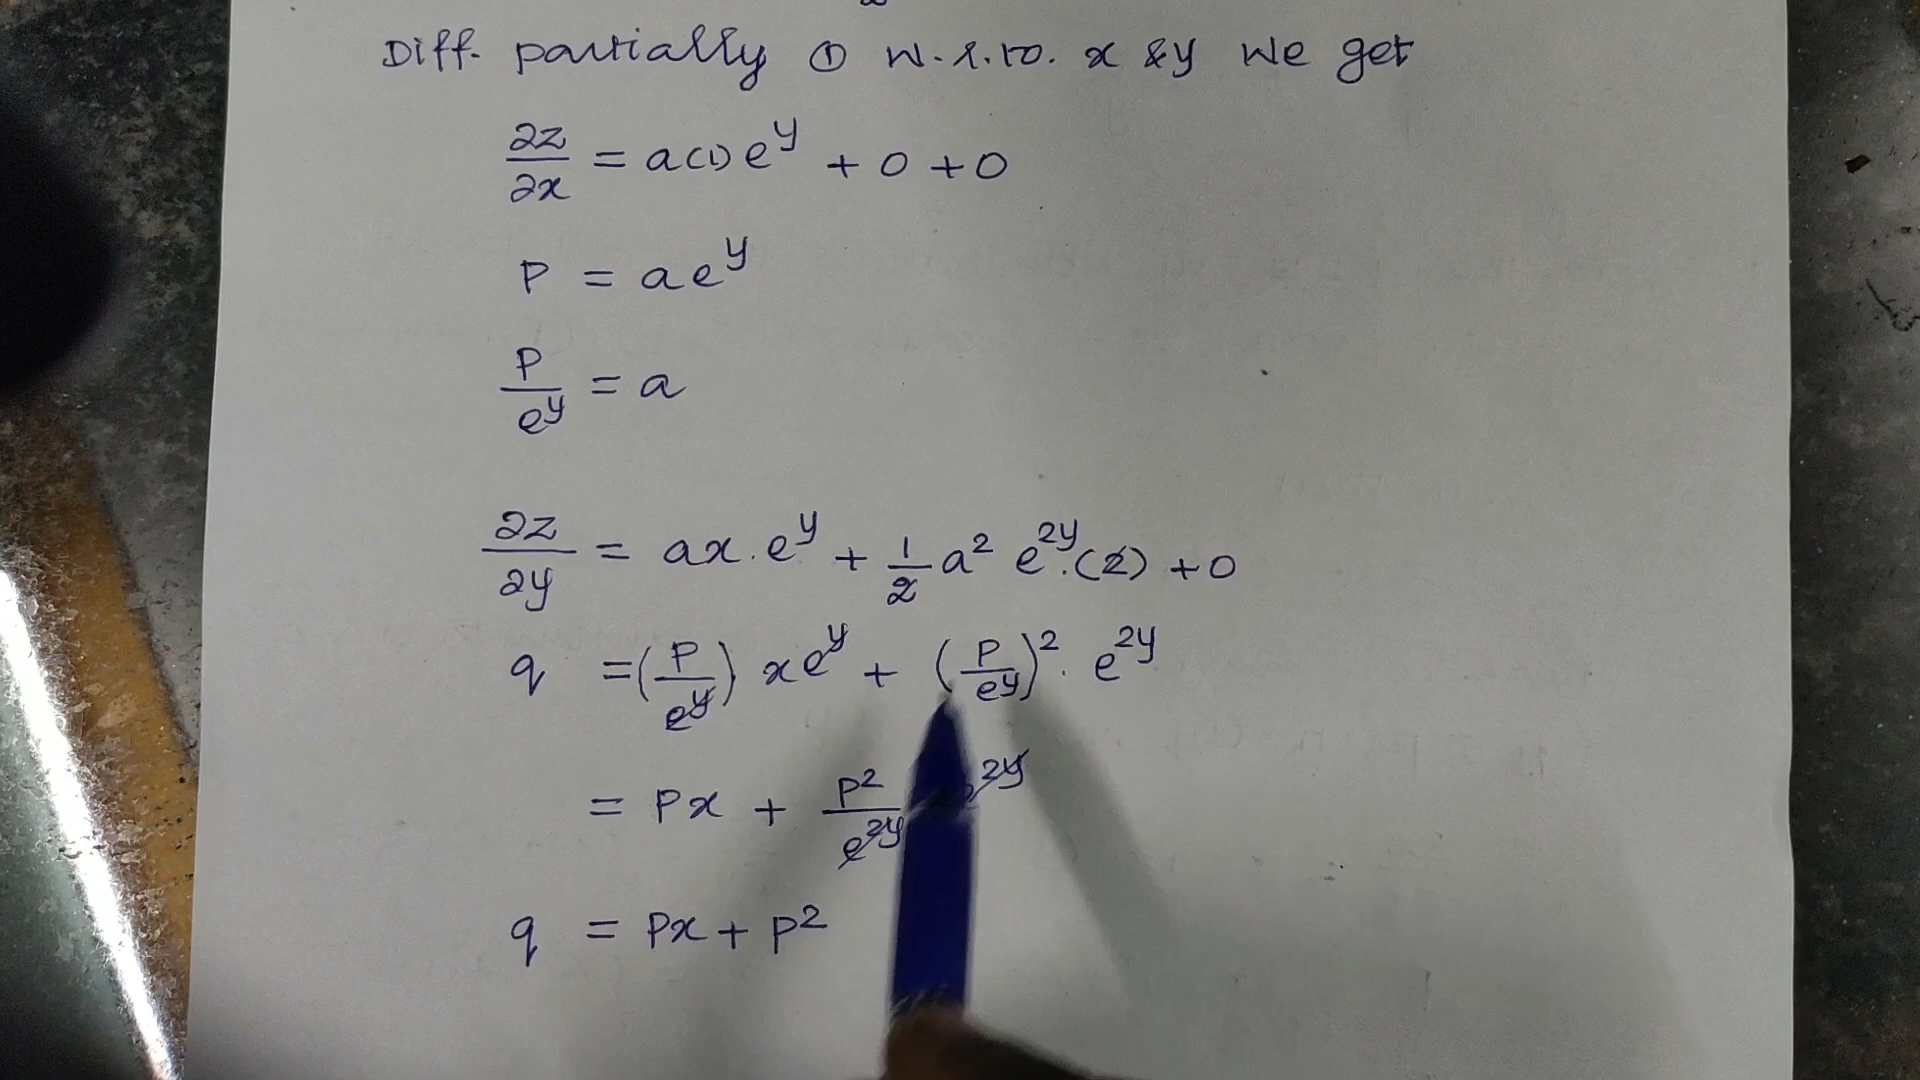 Diff. partially ① w.r.to. x & y we get
∂z/∂x = a(1)e^y + 0 + 0
P = ae^y
P/e^y = a
∂z/∂y = ax.e^y + 1/2 a² e^2y.(2) + 0
q = (P/e^y) xe^y + (P/e^y)². e^2y
= Px + P²/e^2y 2y
q = Px + P²